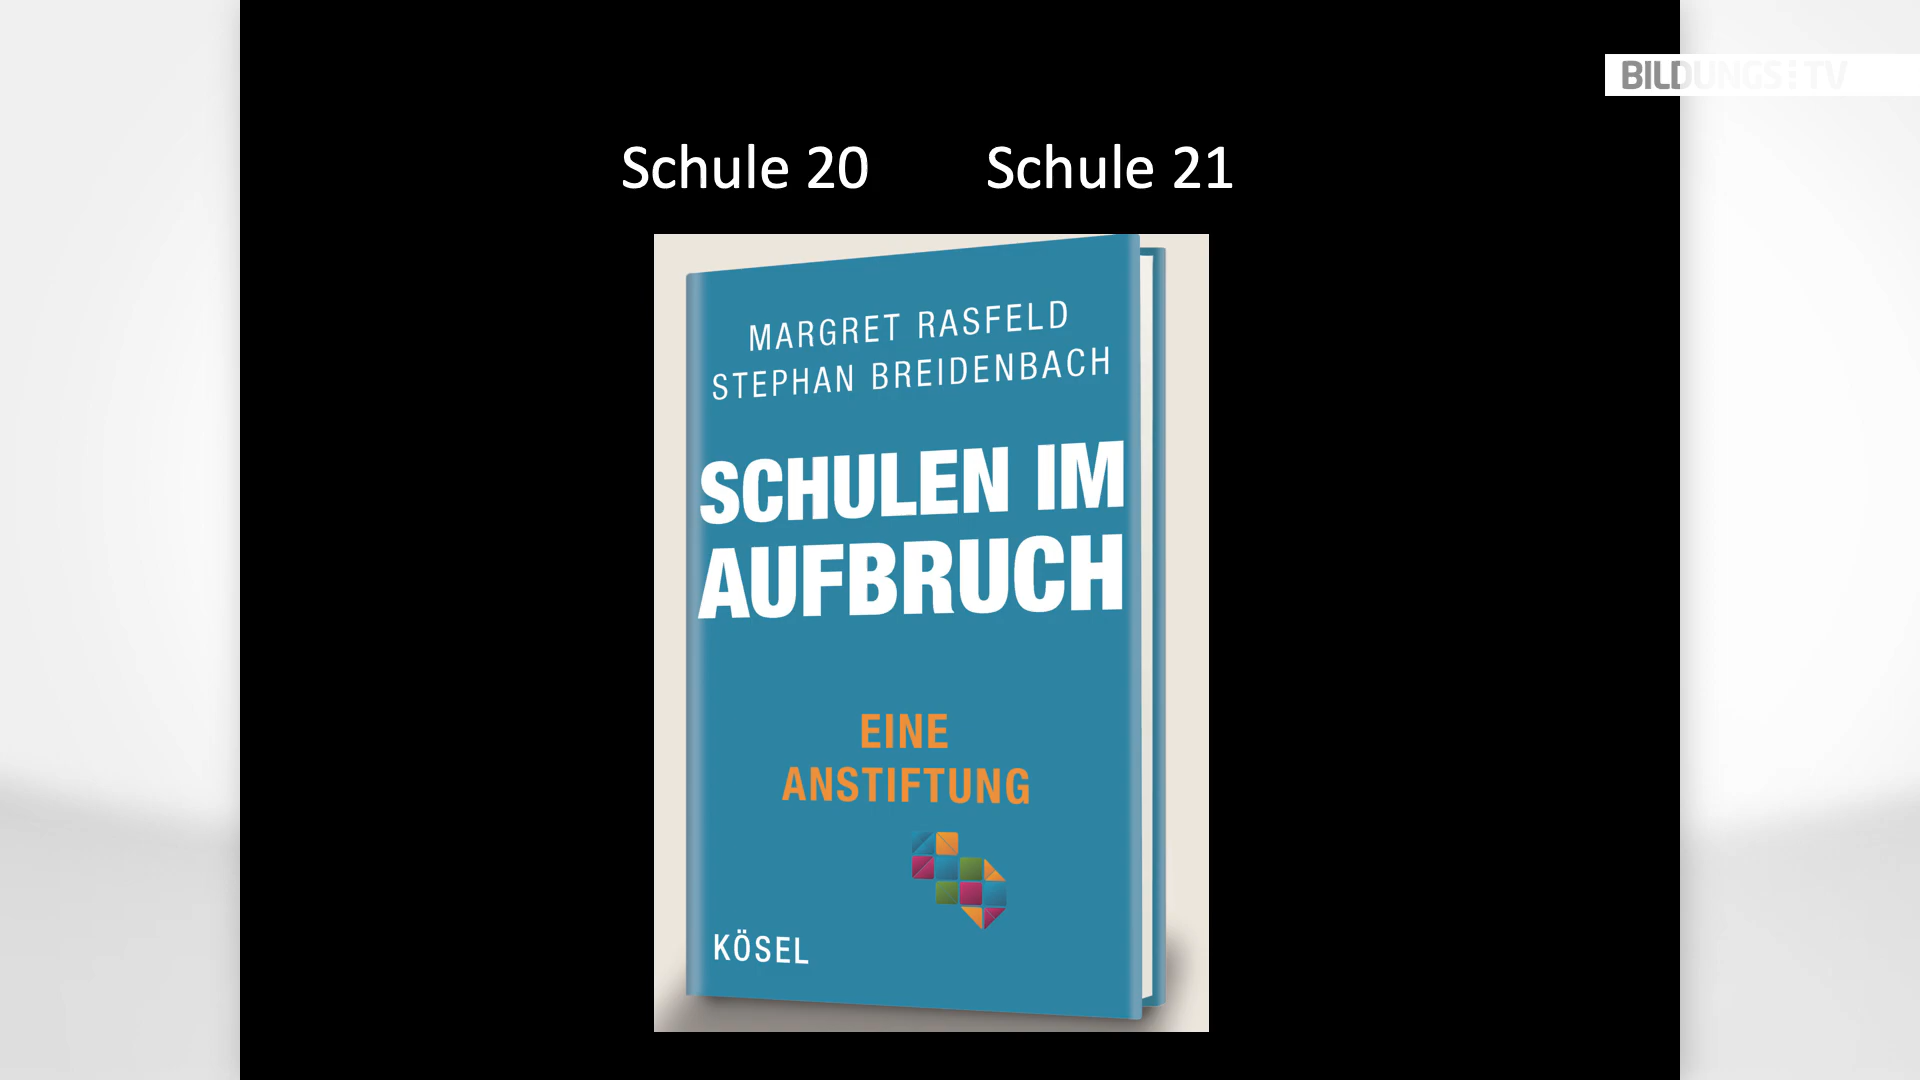 BILDUNGS TV
Schule 20 Schule 21
MARGRET RASFELD
STEPHAN BREIDENBACH
SCHULEN IM
AUFBRUCH
EINE
ANSTIFTUNG
KÖSEL